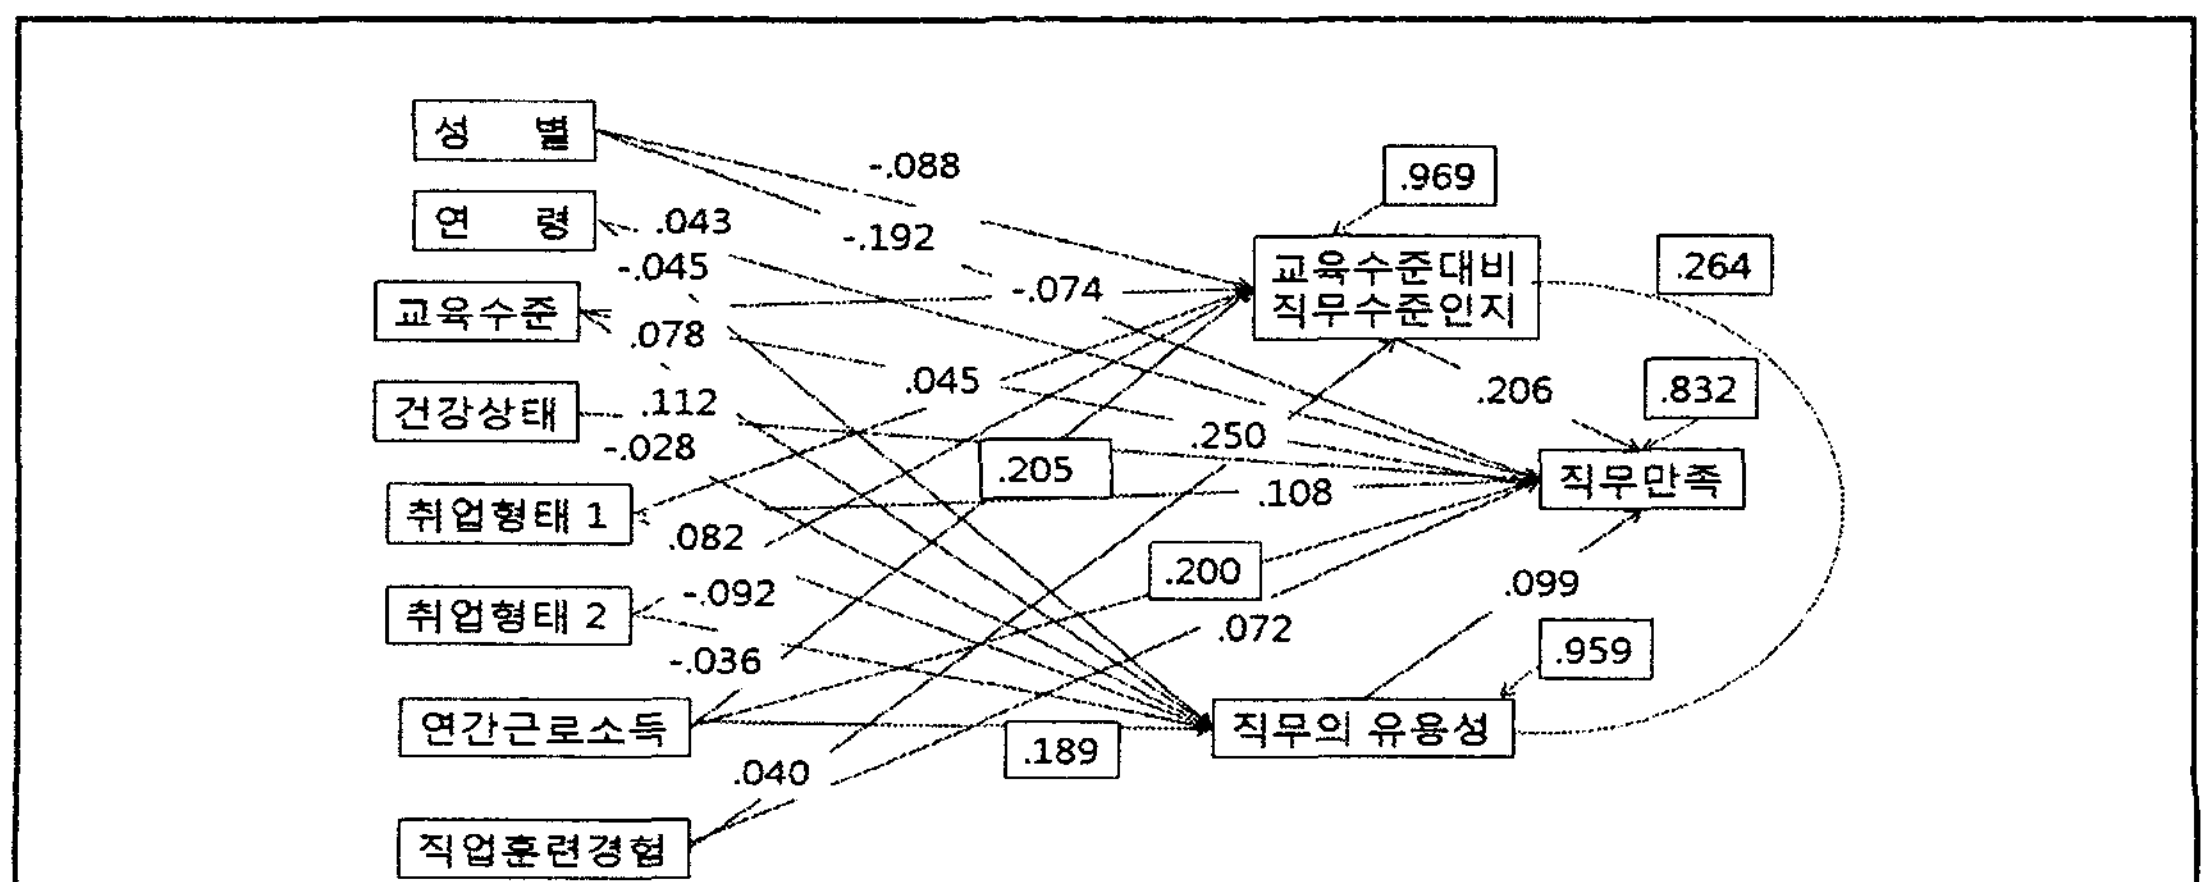 성 별
-.088
.969
연 령
.043
-.192
-.045
교육수준대비
직무수준인지
.264
-.074
교육수준
.078
.045
.206
.832
건강상태
.112
-.028
.250
.205
직무만족
.108
취업형태 1
.082
.200
.099
취업형태 2
-.092
.072
-.036
.959
연간근로소득
직무의 유용성
.189
.040
직업훈련경험